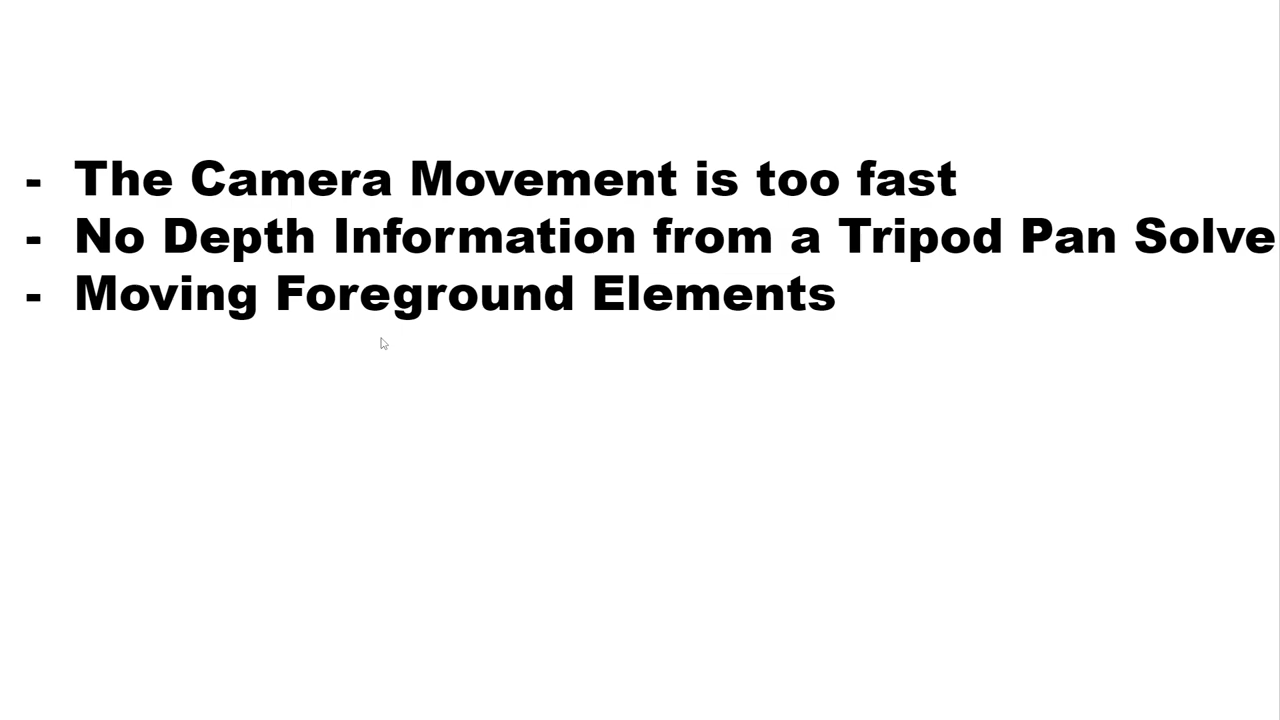 - The Camera Movement is too fast
- No Depth Information from a Tripod Pan Solve
- Moving Foreground Elements